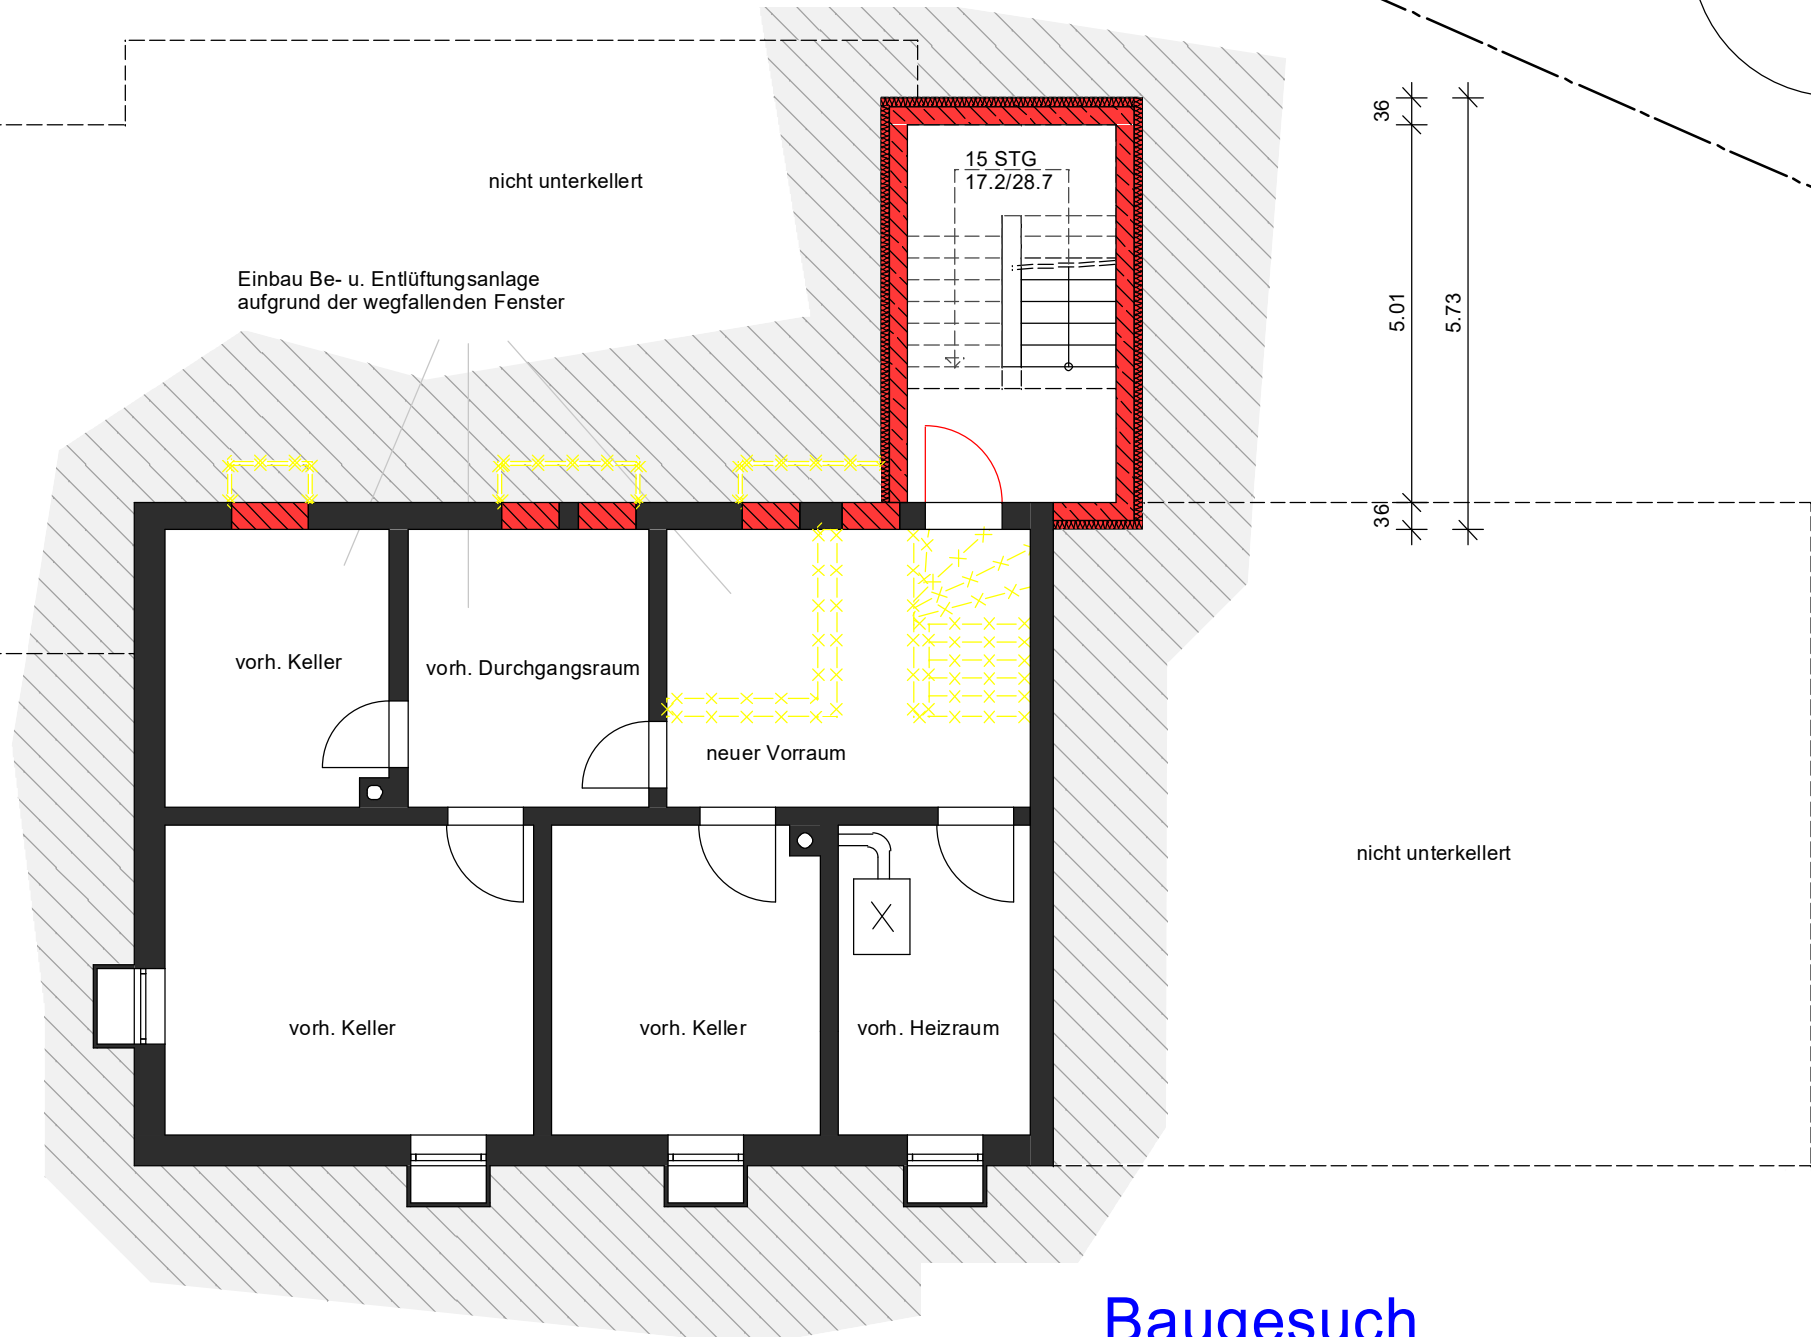 36
15 STG
17.2/28.7
nicht unterkellert
Einbau Be- u. Entlüftungsanlage
aufgrund der wegfallenden Fenster
5.01
5.73
36
vorh. Keller
vorh. Durchgangsraum
neuer Vorraum
nicht unterkellert
vorh. Keller
vorh. Keller
vorh. Heizraum
Baugesuch